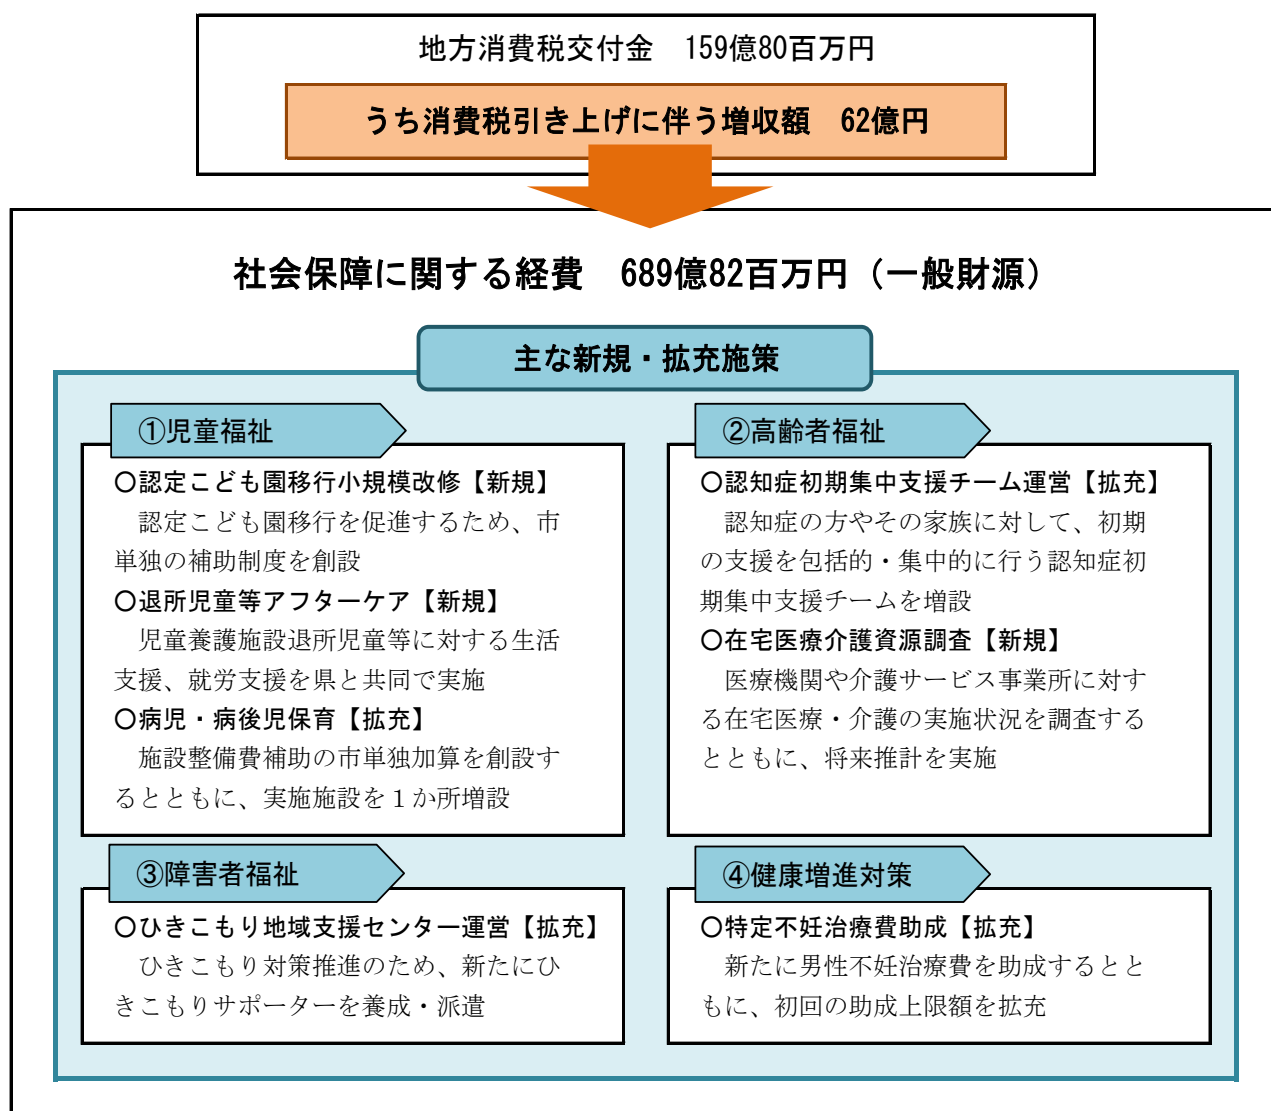 地方消費税交付金　159億80百万円
うち消費税引き上げに伴う増収額　62億円
社会保障に関する経費　689億82百万円（一般財源）
主な新規・拡充施策
①児童福祉
〇認定こども園移行小規模改修【新規】
認定こども園移行を促進するため、市
単独の補助制度を創設
〇退所児童等アフターケア【新規】
児童養護施設退所児童等に対する生活
支援、就労支援を県と共同で実施
〇病児・病後児保育【拡充】
施設整備費補助の市単独加算を創設す
るとともに、実施施設を１か所増設
②高齢者福祉
〇認知症初期集中支援チーム運営【拡充】
認知症の方やその家族に対して、初期
の支援を包括的・集中的に行う認知症初
期集中支援チームを増設
〇在宅医療介護資源調査【新規】
医療機関や介護サービス事業所に対す
る在宅医療・介護の実施状況を調査する
とともに、将来推計を実施
③障害者福祉
〇ひきこもり地域支援センター運営【拡充】
ひきこもり対策推進のため、新たにひ
きこもりサポーターを養成・派遣
④健康増進対策
〇特定不妊治療費助成【拡充】
新たに男性不妊治療費を助成するとと
もに、初回の助成上限額を拡充